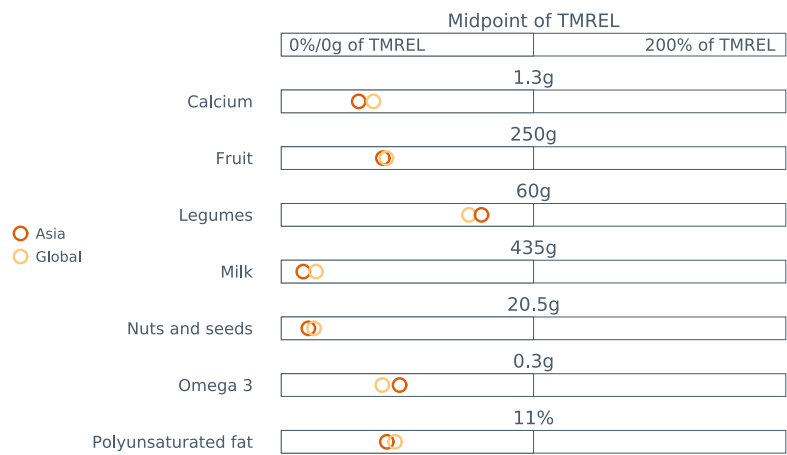 Midpoint of TMREL
0%/0g of TMREL 200% of TMREL
1.3g
Calcium
250g
Fruit
60g
Legumes
Asia
Global
435g
Milk
20.5g
Nuts and seeds
0.3g
Omega 3
11%
Polyunsaturated fat